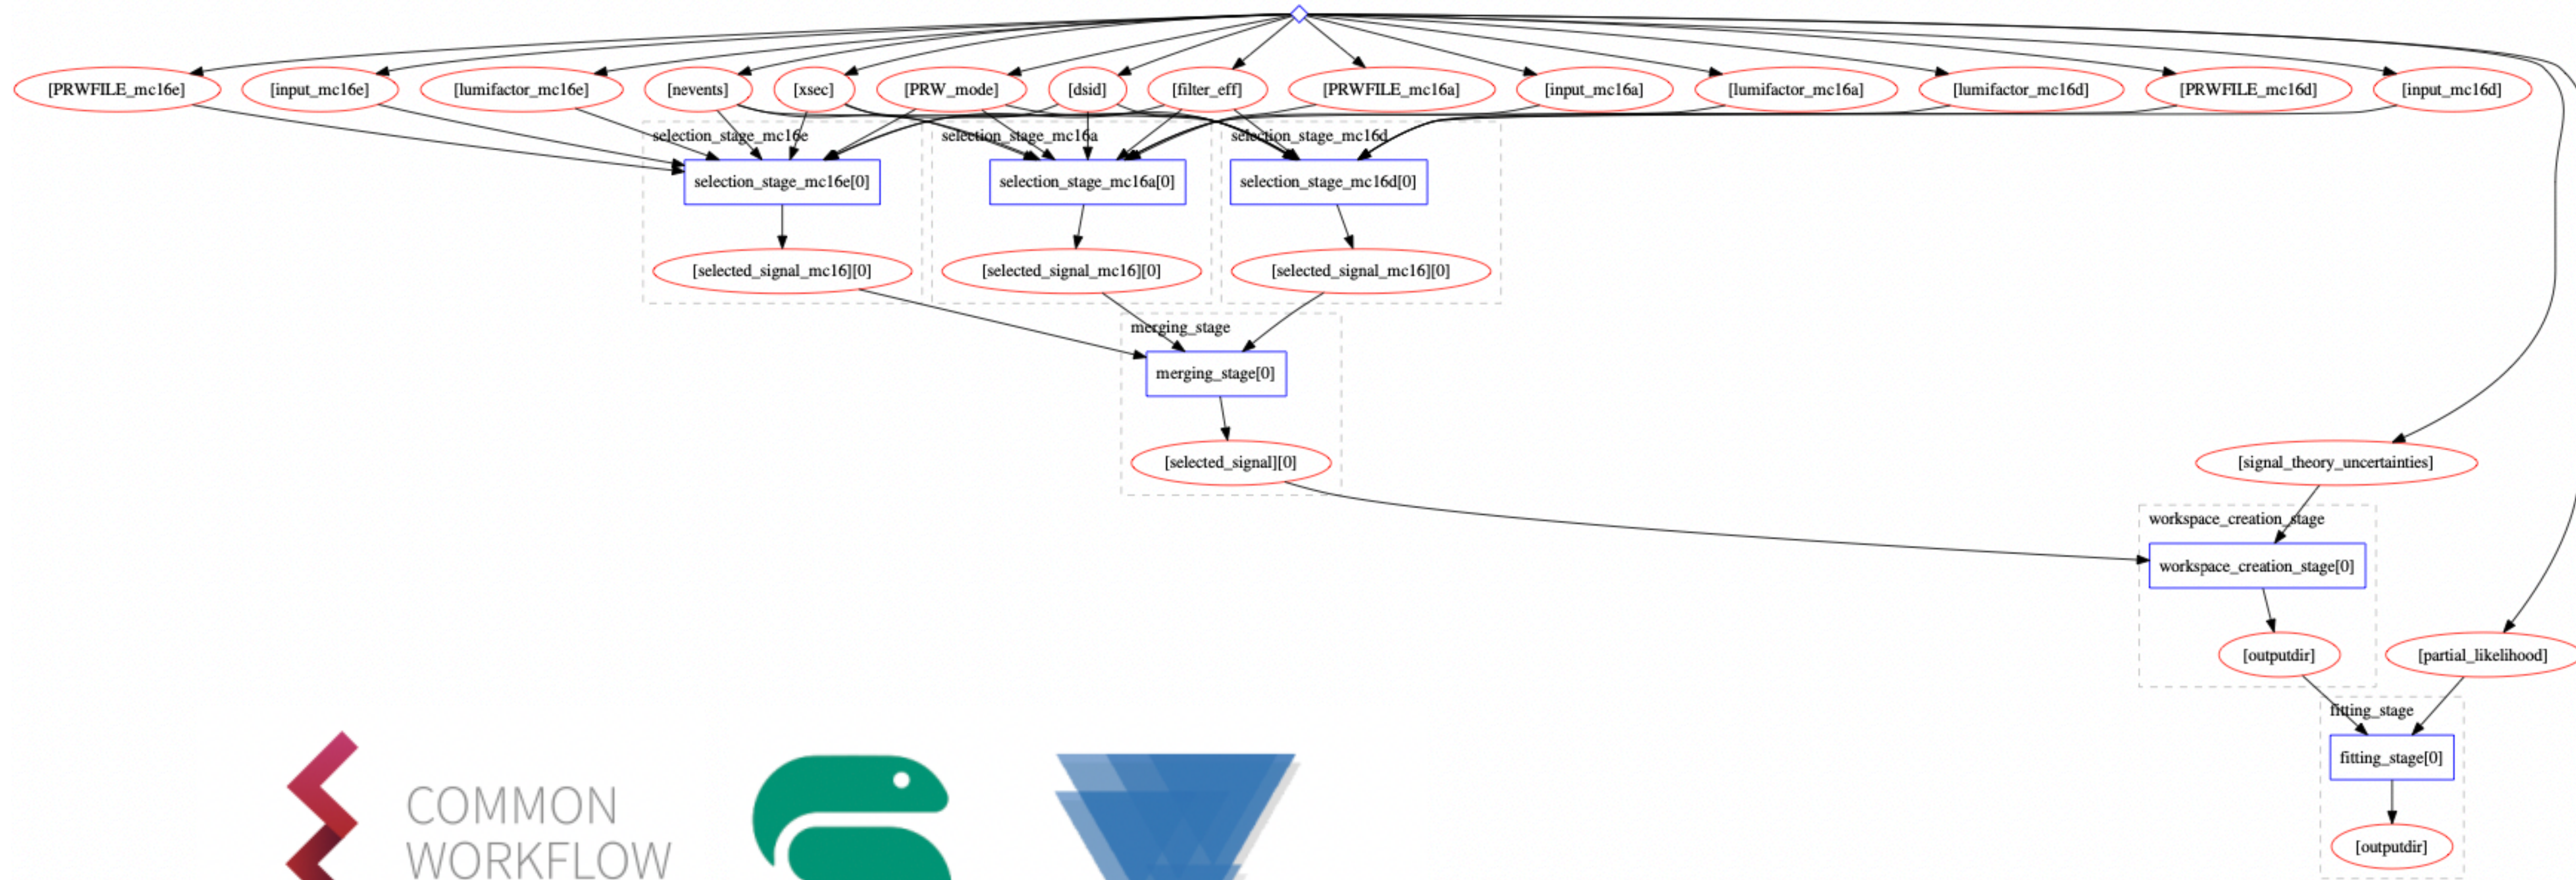 [PRWFILE_mc16e]
[input_mc16e]
[lumifactor_mc16e]
[nevents]
[xsec]
[PRW_mode]
[dsid]
[filter_eff]
[PRWFILE_mc16a]
[input_mc16a]
[lumifactor_mc16a]
[lumifactor_mc16d]
[PRWFILE_mc16d]
[input_mc16d]
selection_stage_mc16e
selection_stage_mc16a
selection_stage_mc16d
selection_stage_mc16e[0]
selection_stage_mc16a[0]
selection_stage_mc16d[0]
[selected_signal_mc16][0]
[selected_signal_mc16][0]
[selected_signal_mc16][0]
merging_stage
merging_stage[0]
[selected_signal][0]
[signal_theory_uncertainties]
workspace_creation_stage
workspace_creation_stage[0]
[outputdir]
[partial_likelihood]
fitting_stage
fitting_stage[0]
[outputdir]
COMMON
WORKFLOW